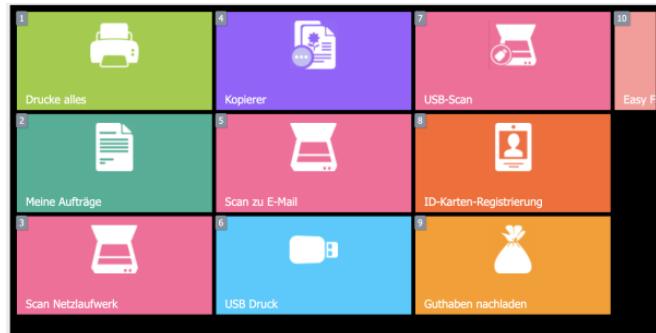 1
Drucke alles
4
Kopierer
7
USB-Scan
10
Easy F
2
Meine Aufträge
5
Scan zu E-Mail
8
ID-Karten-Registrierung
3
Scan Netzlaufwerk
6
USB Druck
9
Guthaben nachladen